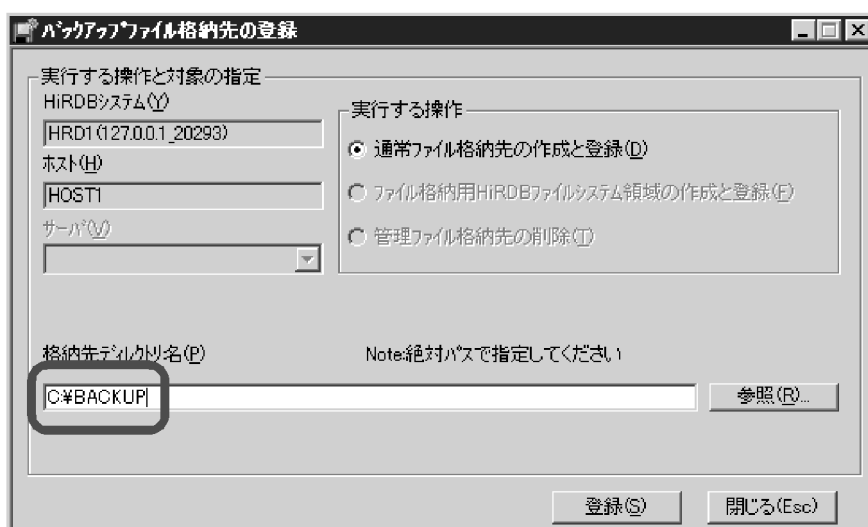 バックアップファイル格納先の登録
実行する操作と対象の指定
HiRDBシステム(Y)
HRD1(127.0.0.1_20293)
ホスト(H)
HOST1
サーバ(V)
実行する操作
通常ファイル格納先の作成と登録(D)
ファイル格納用HiRDBファイルシステム領域の作成と登録(F)
管理ファイル格納先の削除(T)
格納先ディレクトリ名(P)
Note:絶対パスで指定してください
C:¥BACKUP
参照(R)...
登録(S)
閉じる(Esc)